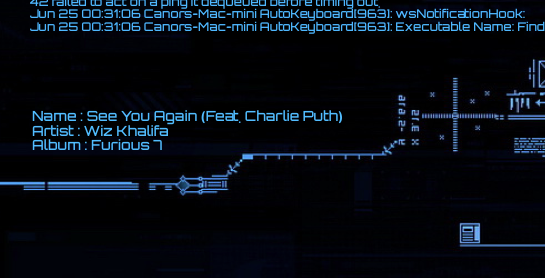 42 failed to act on a ping it dequeued before timing out.
Jun 25 00:31:06 Canors-Mac-mini AutoKeyboard[963]: wsNotificationHook:
Jun 25 00:31:06 Canors-Mac-mini AutoKeyboard[963]: Executable Name: Find
Name : See You Again (Feat. Charlie Puth)
Artist : Wiz Khalifa
Album : Furious 7